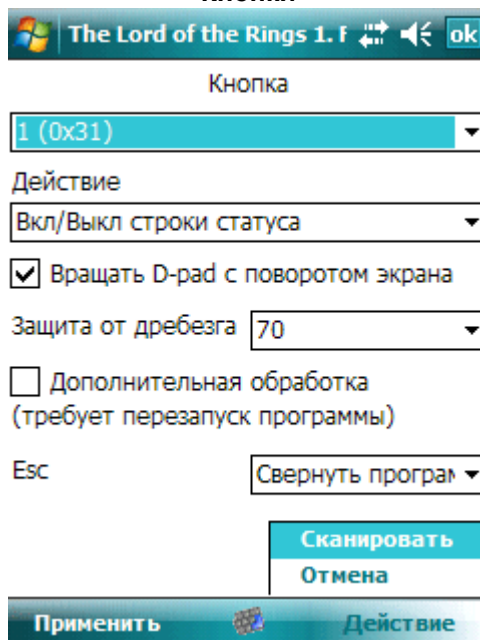 The Lord of the Rings 1. F ok
Кнопка
1 (0x31)
Действие
Вкл/Выкл строки статуса
Вращать D-pad с поворотом экрана
Защита от дребезга 70
Дополнительная обработка
(требует перезапуск программы)
Esc Свернуть програм
Сканировать
Отмена
Применить Действие